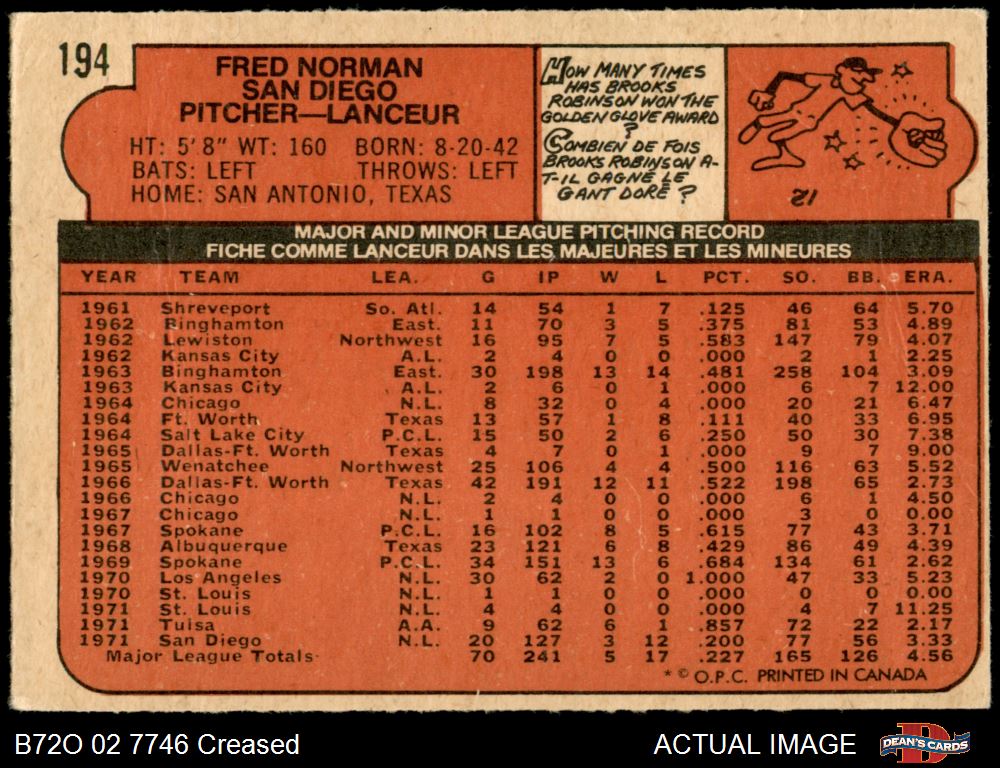 194
FRED NORMAN
SAN DIEGO
PITCHER—LANCEUR
HT: 5'8" WT: 160 BORN: 8-20-42
BATS: LEFT THROWS: LEFT
HOME: SAN ANTONIO, TEXAS
HOW MANY TIMES
HAS BROOKS
ROBINSON WON THE
GOLDEN GLOVE AWARD
?
COMBIEN DE FOIS
BROOKS ROBINSON A-
T-IL GAGNÉ LE
GANT DORÉ ?
12
MAJOR AND MINOR LEAGUE PITCHING RECORD
FICHE COMME LANCEUR DANS LES MAJEURES ET LES MINEURES
YEAR TEAM LEA. G IP W L PCT. SO. BB. ERA.
1961 Shreveport So. Atl. 14 54 1 7 .125 46 64 5.70
1962 Binghamton East. 11 70 3 5 .375 81 53 4.89
1962 Lewiston Northwest 16 95 7 5 .583 147 79 4.07
1962 Kansas City A.L. 2 4 0 0 .000 2 1 2.25
1963 Binghamton East. 30 198 13 14 .481 258 104 3.09
1963 Kansas City A.L. 2 6 0 1 .000 6 7 12.00
1964 Chicago N.L. 8 32 0 4 .000 20 21 6.47
1964 Ft. Worth Texas 13 57 1 8 .111 40 33 6.95
1964 Salt Lake City P.C.L. 15 50 2 6 .250 50 30 7.38
1965 Dallas-Ft. Worth Texas 4 7 0 1 .000 9 7 9.00
1965 Wenatchee Northwest 25 106 4 4 .500 116 63 5.52
1966 Dallas-Ft. Worth Texas 42 191 12 11 .522 198 65 2.73
1966 Chicago N.L. 2 4 0 0 .000 6 1 4.50
1967 Chicago N.L. 1 1 0 0 .000 3 0 0.00
1967 Spokane P.C.L. 16 102 8 5 .615 77 43 3.71
1968 Albuquerque Texas 23 121 6 8 .429 86 49 4.39
1969 Spokane P.C.L. 34 151 13 6 .684 134 61 2.62
1970 Los Angeles N.L. 30 62 2 0 1.000 47 33 5.23
1970 St. Louis N.L. 1 1 0 0 .000 0 0 0.00
1971 St. Louis N.L. 4 4 0 0 .000 4 7 11.25
1971 Tulsa A.A. 9 62 6 1 .857 72 22 2.17
1971 San Diego N.L. 20 127 3 12 .200 77 56 3.33
Major League Totals 70 241 5 17 .227 165 126 4.56
* © O.P.C. PRINTED IN CANADA
B72O 02 7746 Creased
ACTUAL IMAGE
DEAN'S CARDS